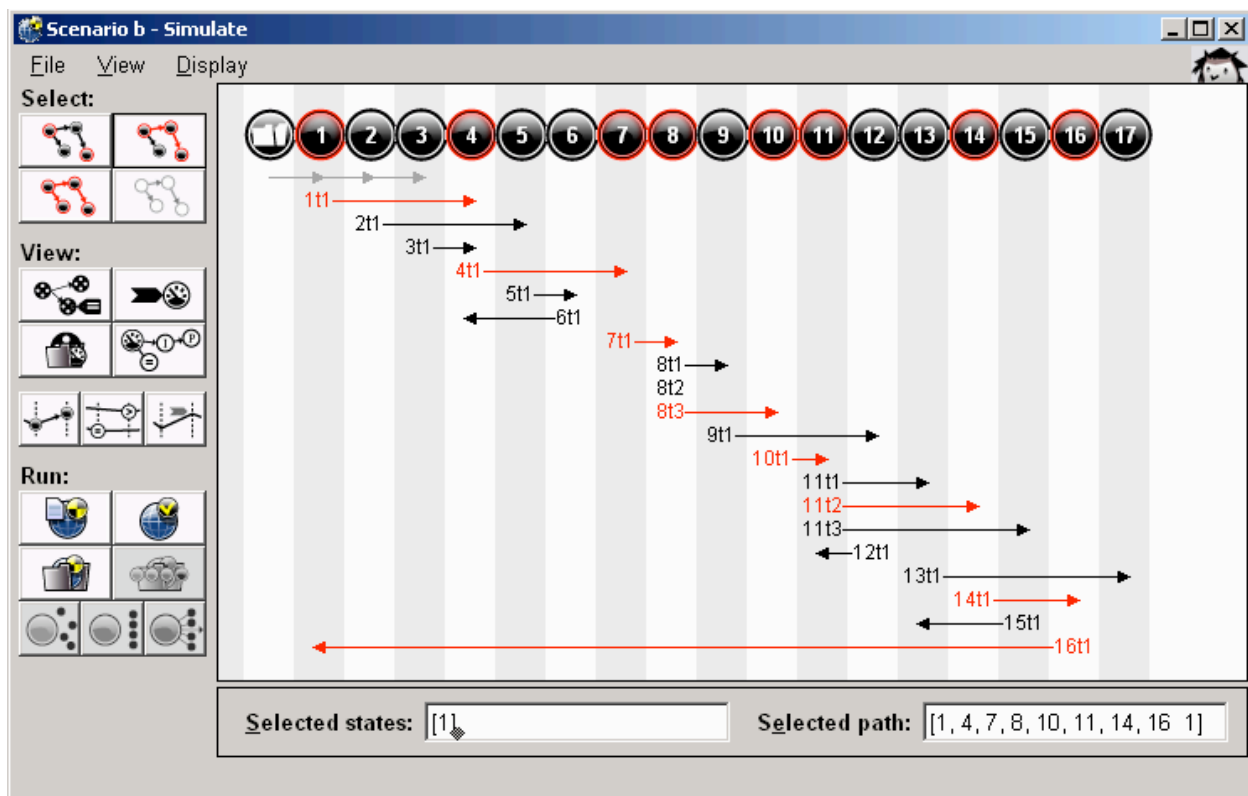 Scenario b - Simulate
File View Display
Select:
1 2 3 4 5 6 7 8 9 10 11 12 13 14 15 16 17
1t1
2t1
3t1
4t1
5t1
6t1
View:
7t1
8t1
8t2
8t3
9t1
10t1
Run:
11t1
11t2
11t3
12t1
13t1
14t1
15t1
16t1
Selected states: [1] Selected path: [1, 4, 7, 8, 10, 11, 14, 16 1]